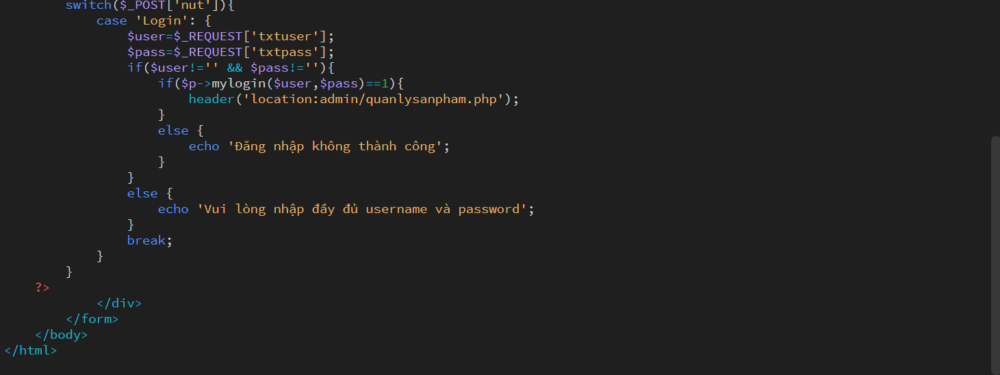 switch($_POST['nut']){
case 'Login': {
$user=$_REQUEST['txtuser'];
$pass=$_REQUEST['txtpass'];
if($user!='' && $pass!=''){
if($p->mylogin($user,$pass)==1){
header('location:admin/quanlysanpham.php');
}
else {
echo 'Đăng nhập không thành công';
}
}
else {
echo 'Vui lòng nhập đầy đủ username và password';
}
break;
}
}
?>
</div>
</form>
</body>
</html>